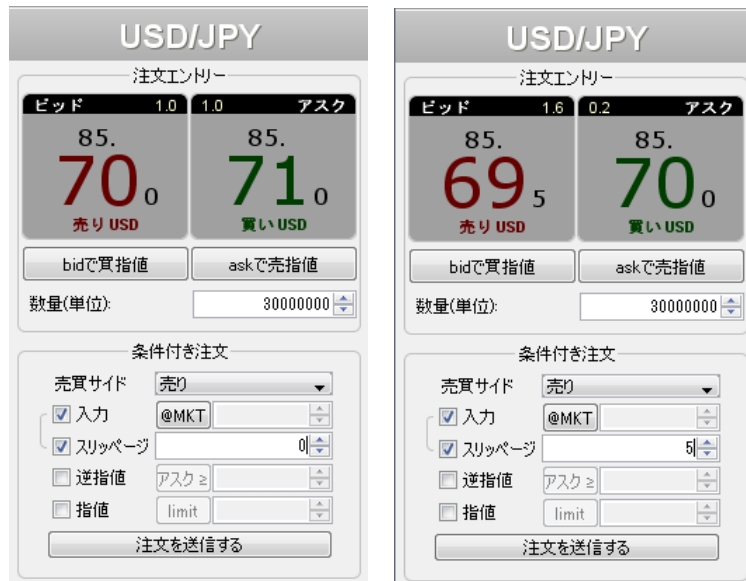 USD/JPY
注文エントリー
ビッド 1.0 1.0 アスク
85. 85.
70 0 71 0
売り USD 買い USD
bidで買指値 askで売指値
数量(単位): 30000000
条件付き注文
売買サイド 売り
入力 @MKT
スリッページ 0
逆指値 アスク ≥
指値 limit
注文を送信する
USD/JPY
注文エントリー
ビッド 1.6 0.2 アスク
85. 85.
69 5 70 0
売り USD 買い USD
bidで買指値 askで売指値
数量(単位): 30000000
条件付き注文
売買サイド 売り
入力 @MKT
スリッページ 5
逆指値 アスク ≥
指値 limit
注文を送信する